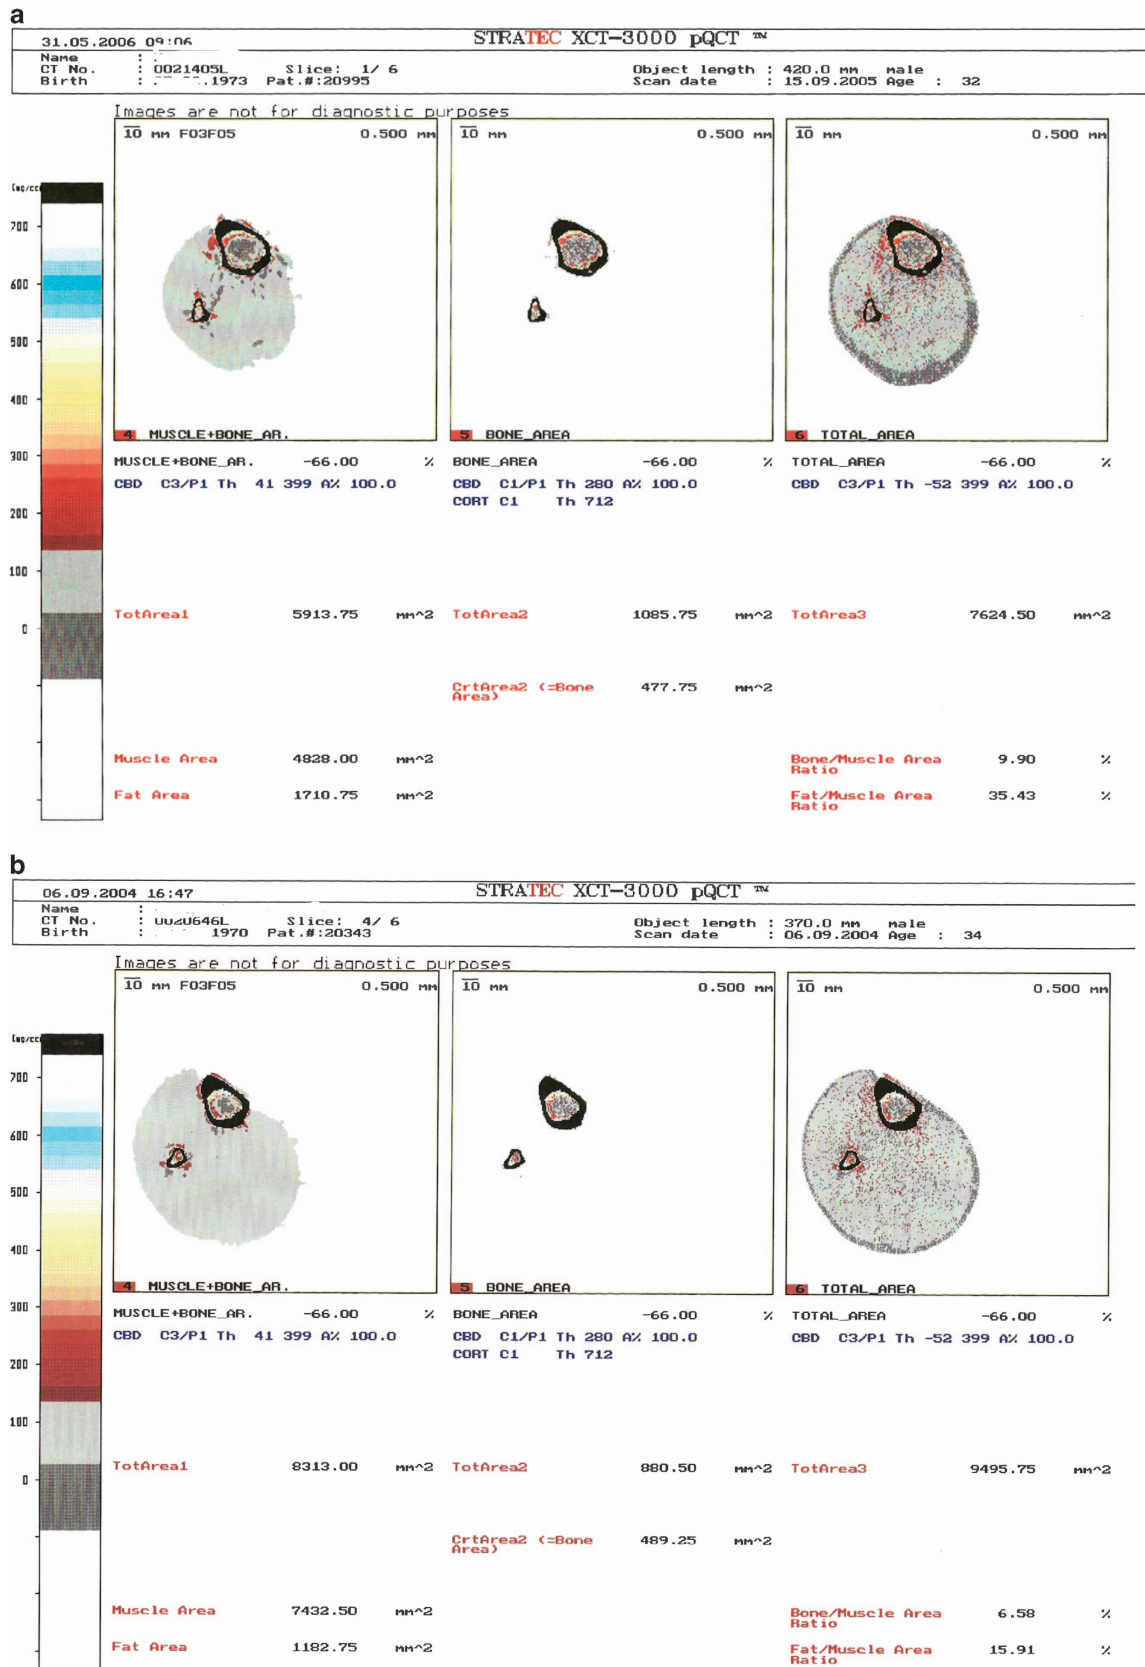 a
31.05.2006 09:06 STRATEC XCT-3000 pQCT ™
Name :
CT No. : 0021405L Slice: 1/ 6 Object length : 420.0 mm male
Birth : .1973 Pat.#:20995 Scan date : 15.09.2005 Age : 32
Images are not for diagnostic purposes
10 mm F03F05 0.500 mm 10 mm 0.500 mm 10 mm 0.500 mm
700
600
500
400
300
200
100
0
4 MUSCLE+BONE_AR. 5 BONE_AREA 6 TOTAL_AREA
MUSCLE+BONE_AR. -66.00 % BONE_AREA -66.00 % TOTAL_AREA -66.00 %
CBD C3/P1 Th 41 399 A% 100.0 CBD C1/P1 Th 280 A% 100.0 CBD C3/P1 Th -52 399 A% 100.0
CORT C1 Th 712
TotArea1 5913.75 mm^2 TotArea2 1085.75 mm^2 TotArea3 7624.50 mm^2
CrtArea2 (=Bone 477.75 mm^2
Area)
Muscle Area 4828.00 mm^2 Bone/Muscle Area 9.90 %
Ratio
Fat Area 1710.75 mm^2 Fat/Muscle Area 35.43 %
Ratio
b
06.09.2004 16:47 STRATEC XCT-3000 pQCT ™
Name :
CT No. : 0020646L Slice: 4/ 6 Object length : 370.0 mm male
Birth : 1970 Pat.#:20343 Scan date : 06.09.2004 Age : 34
Images are not for diagnostic purposes
10 mm F03F05 0.500 mm 10 mm 0.500 mm 10 mm 0.500 mm
700
600
500
400
300
200
100
0
4 MUSCLE+BONE_AR. 5 BONE_AREA 6 TOTAL_AREA
MUSCLE+BONE_AR. -66.00 % BONE_AREA -66.00 % TOTAL_AREA -66.00 %
CBD C3/P1 Th 41 399 A% 100.0 CBD C1/P1 Th 280 A% 100.0 CBD C3/P1 Th -52 399 A% 100.0
CORT C1 Th 712
TotArea1 8313.00 mm^2 TotArea2 880.50 mm^2 TotArea3 9495.75 mm^2
CrtArea2 (=Bone 489.25 mm^2
Area)
Muscle Area 7432.50 mm^2 Bone/Muscle Area 6.58 %
Ratio
Fat Area 1182.75 mm^2 Fat/Muscle Area 15.91 %
Ratio